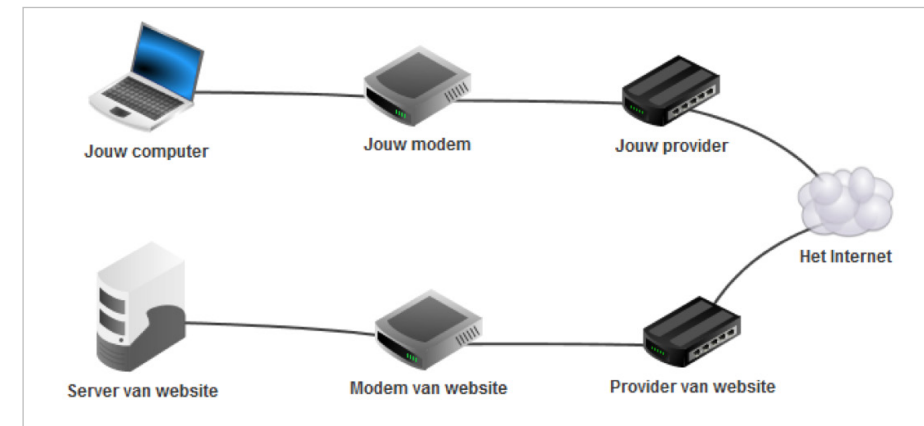 Jouw computer
Jouw modem
Jouw provider
Het Internet
Server van website
Modem van website
Provider van website